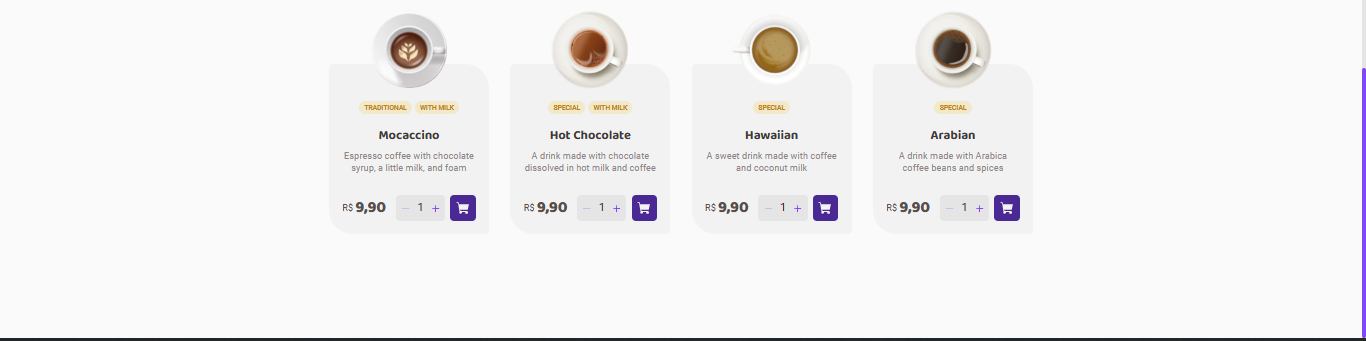 TRADITIONAL WITH MILK
Mocaccino
Espresso coffee with chocolate
syrup, a little milk, and foam
R$ 9,90 − 1 +
SPECIAL WITH MILK
Hot Chocolate
A drink made with chocolate
dissolved in hot milk and coffee
R$ 9,90 − 1 +
SPECIAL
Hawaiian
A sweet drink made with coffee
and coconut milk
R$ 9,90 − 1 +
SPECIAL
Arabian
A drink made with Arabica
coffee beans and spices
R$ 9,90 − 1 +